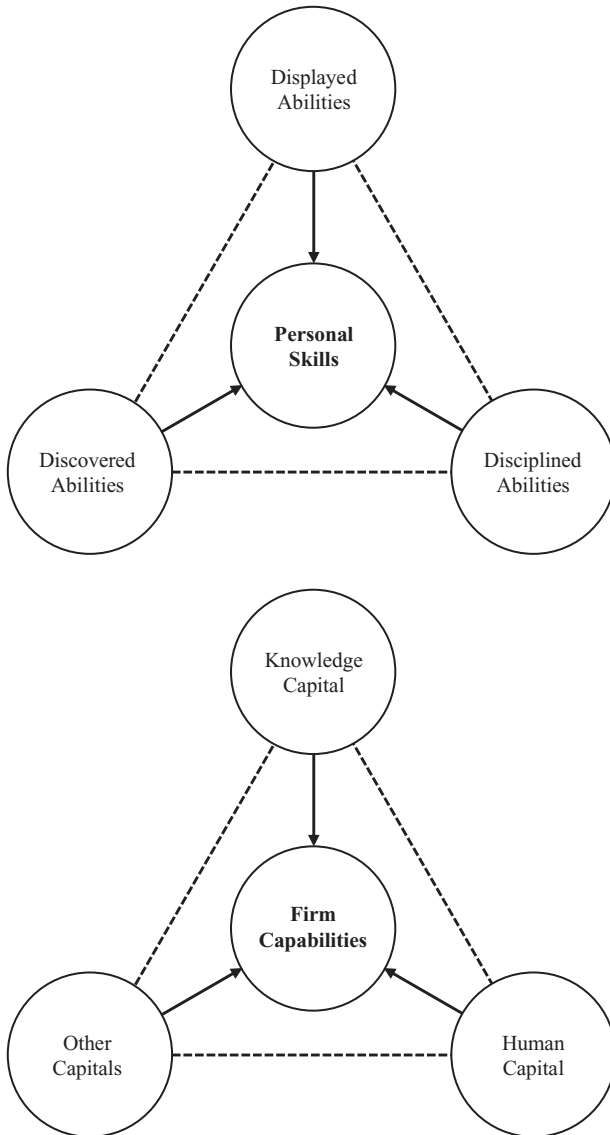 Displayed
Abilities
Personal
Skills
Discovered
Abilities
Disciplined
Abilities
Knowledge
Capital
Firm
Capabilities
Other
Capitals
Human
Capital